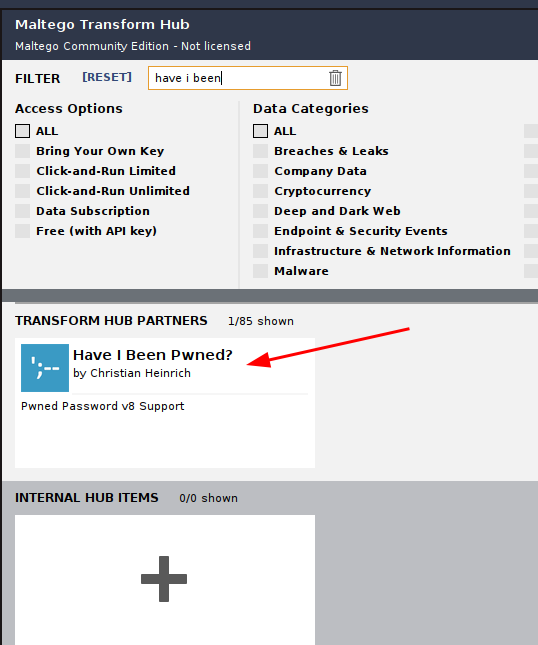 Maltego Transform Hub
Maltego Community Edition - Not licensed
FILTER [RESET] have i been
Access Options
ALL
Bring Your Own Key
Click-and-Run Limited
Click-and-Run Unlimited
Data Subscription
Free (with API key)
Data Categories
ALL
Breaches & Leaks
Company Data
Cryptocurrency
Deep and Dark Web
Endpoint & Security Events
Infrastructure & Network Information
Malware
TRANSFORM HUB PARTNERS 1/85 shown
';--
Have I Been Pwned?
by Christian Heinrich
Pwned Password v8 Support
INTERNAL HUB ITEMS 0/0 shown